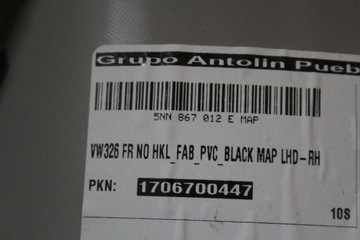 Grupo Antolin Pueb
5NN 867 012 E MAP
VW326 FR NO HKL_FAB_PVC_BLACK MAP LHD-RH
PKN: 1706700447
10S